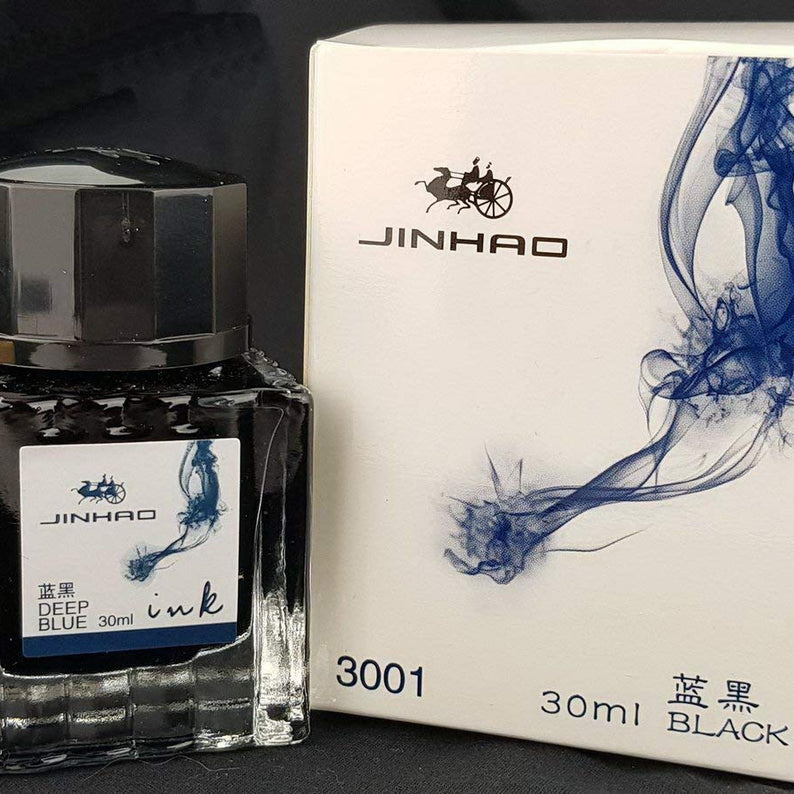 JINHAO
蓝黑
DEEP
BLUE 30ml ink
JINHAO
3001
30ml 蓝黑
BLACK